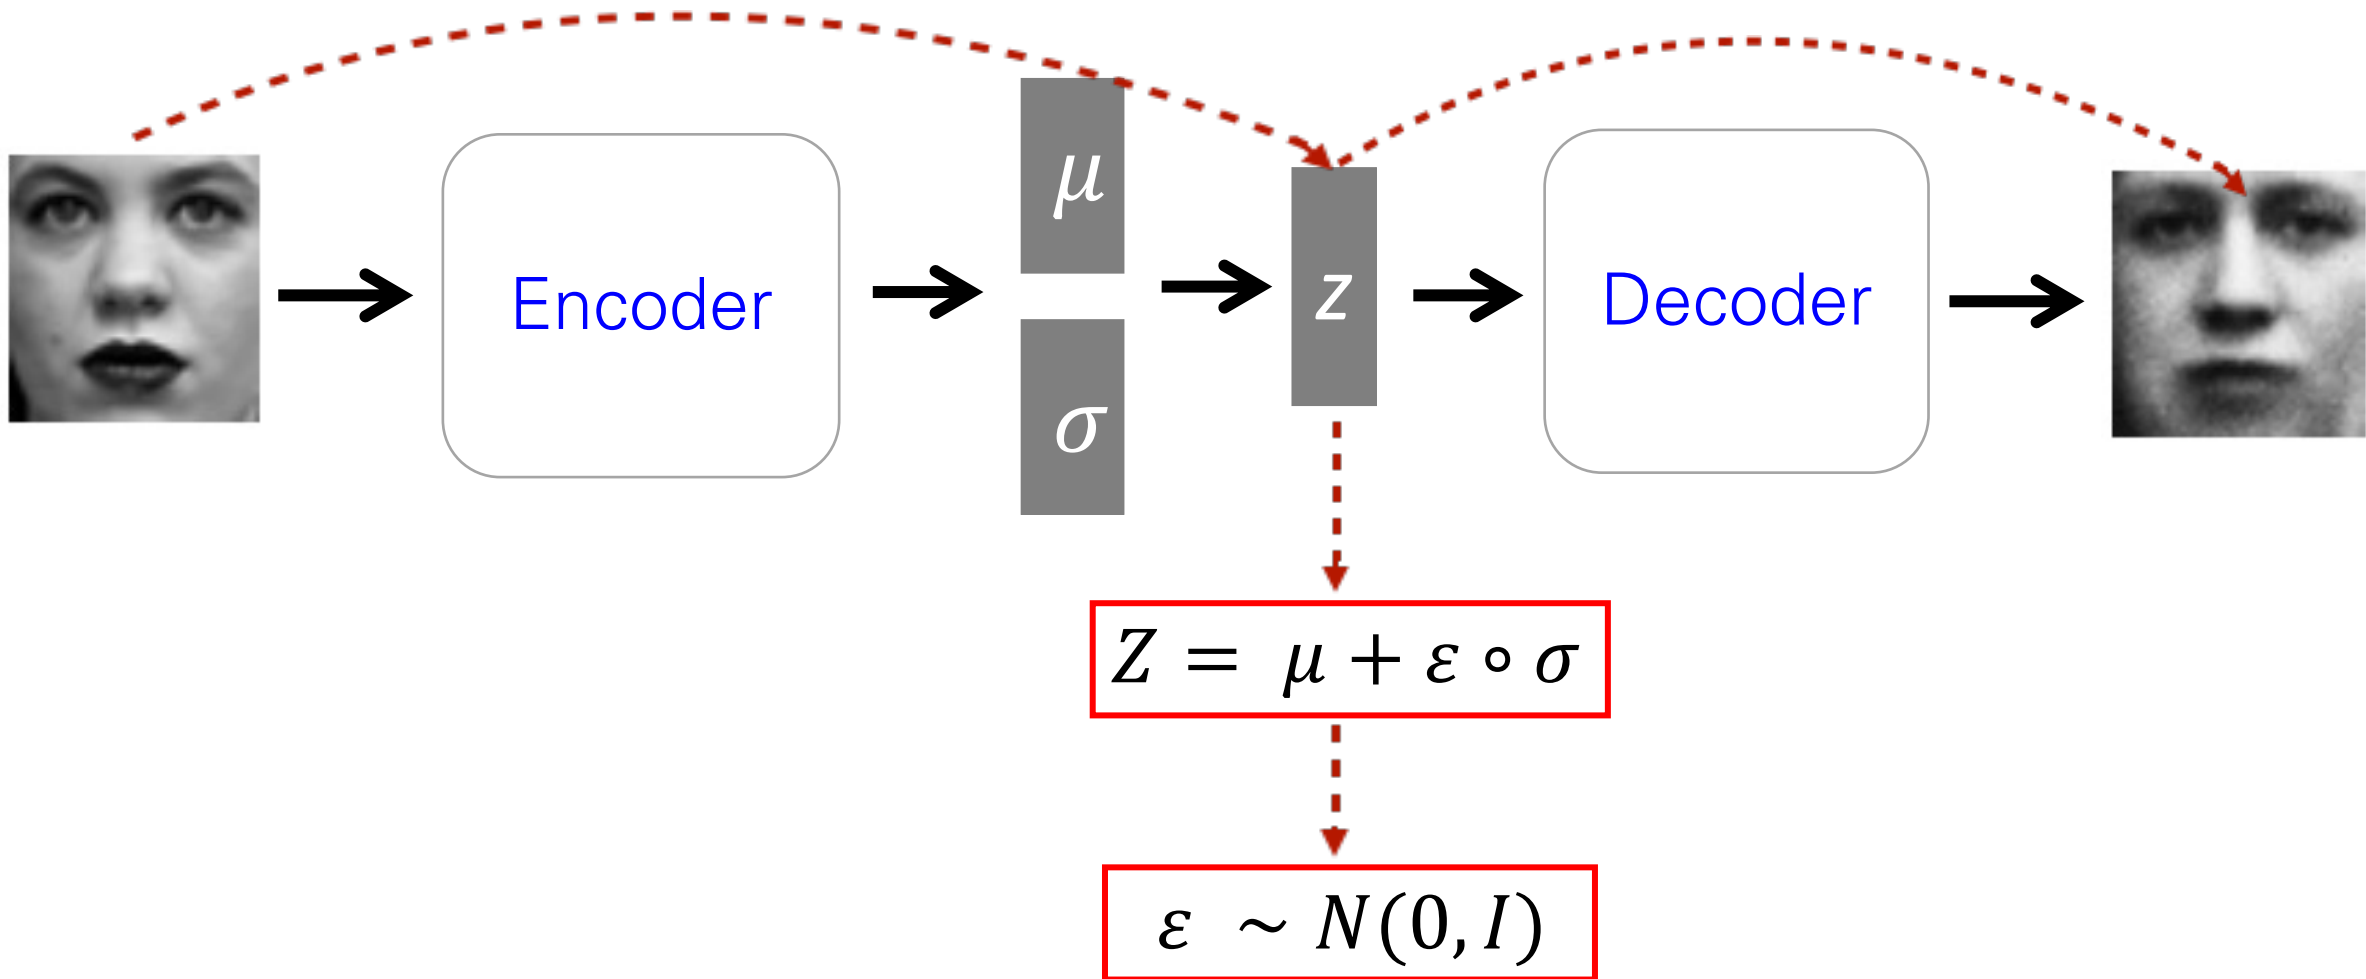 μ
σ
Encoder
z
Decoder
Z = μ + ε ∘ σ
ε ~ N(0, I)